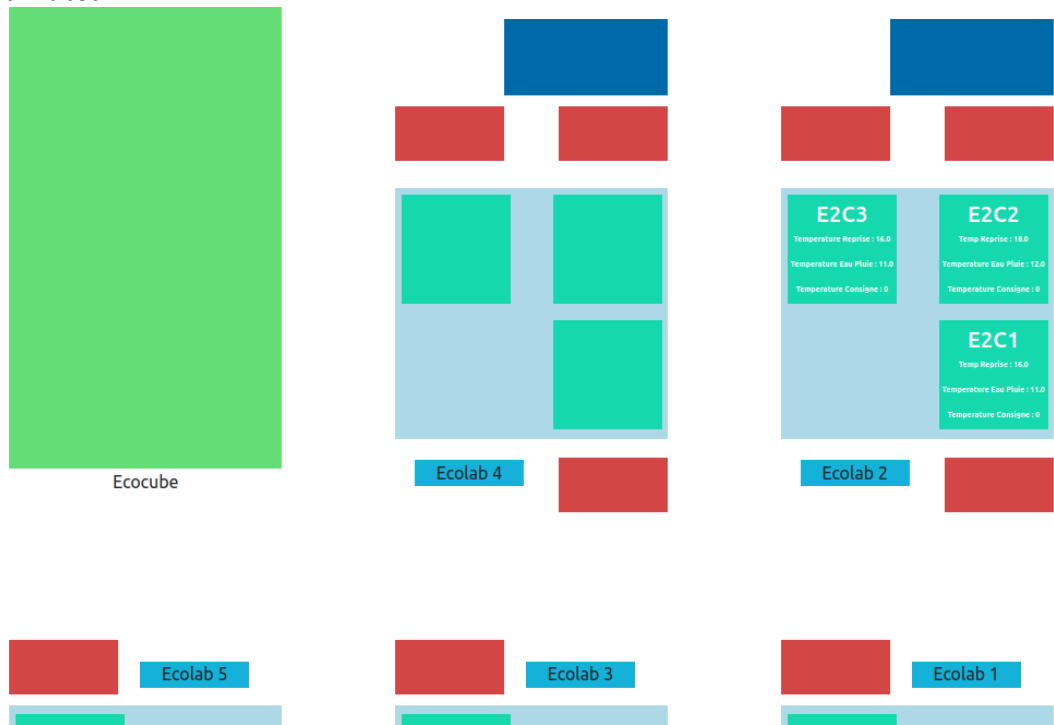 E2C3
Temperature Reprise : 16.0
Temperature Eau Pluie : 11.0
Temperature Consigne : 0
E2C2
Temp Reprise : 18.0
Temperature Eau Pluie : 12.0
Temperature Consigne : 0
E2C1
Temp Reprise : 16.0
Temperature Eau Pluie : 11.0
Temperature Consigne : 0
Ecocube
Ecolab 4
Ecolab 2
Ecolab 5
Ecolab 3
Ecolab 1